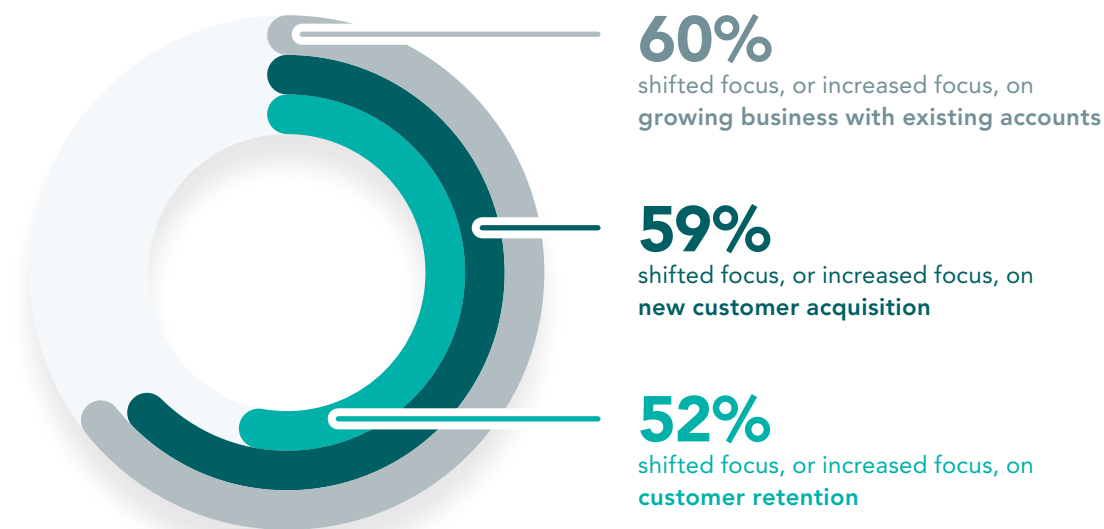 60%
shifted focus, or increased focus, on
growing business with existing accounts
59%
shifted focus, or increased focus, on
new customer acquisition
52%
shifted focus, or increased focus, on
customer retention